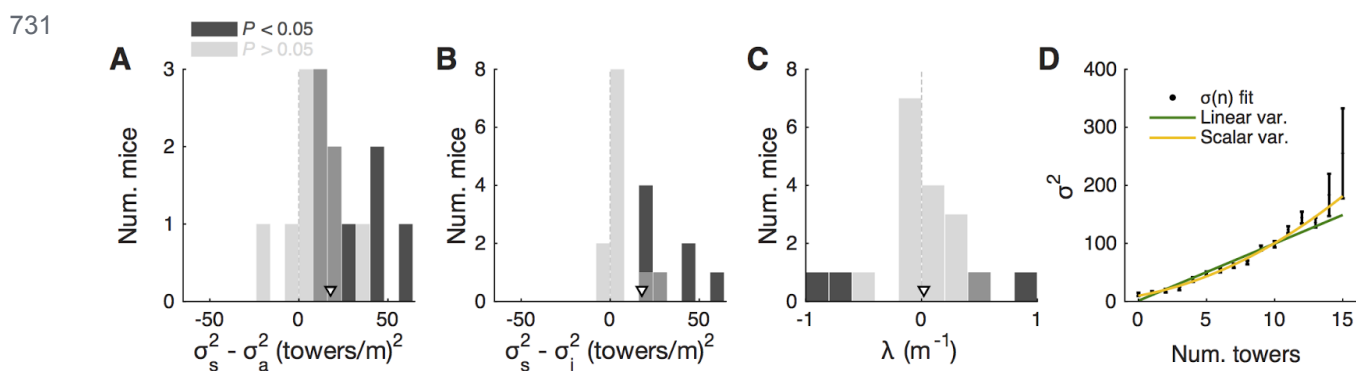 731
P < 0.05
P > 0.05
A
B
C
D
3
2
1
0
Num. mice
-50
0
50
σ²ₛ - σ²ₐ (towers/m)²
8
6
4
2
0
Num. mice
-50
0
50
σ²ₛ - σ²ᵢ (towers/m)²
8
6
4
2
0
Num. mice
-1
0
1
λ (m⁻¹)
400
300
200
100
0
σ²
σ(n) fit
Linear var.
Scalar var.
0
5
10
15
Num. towers